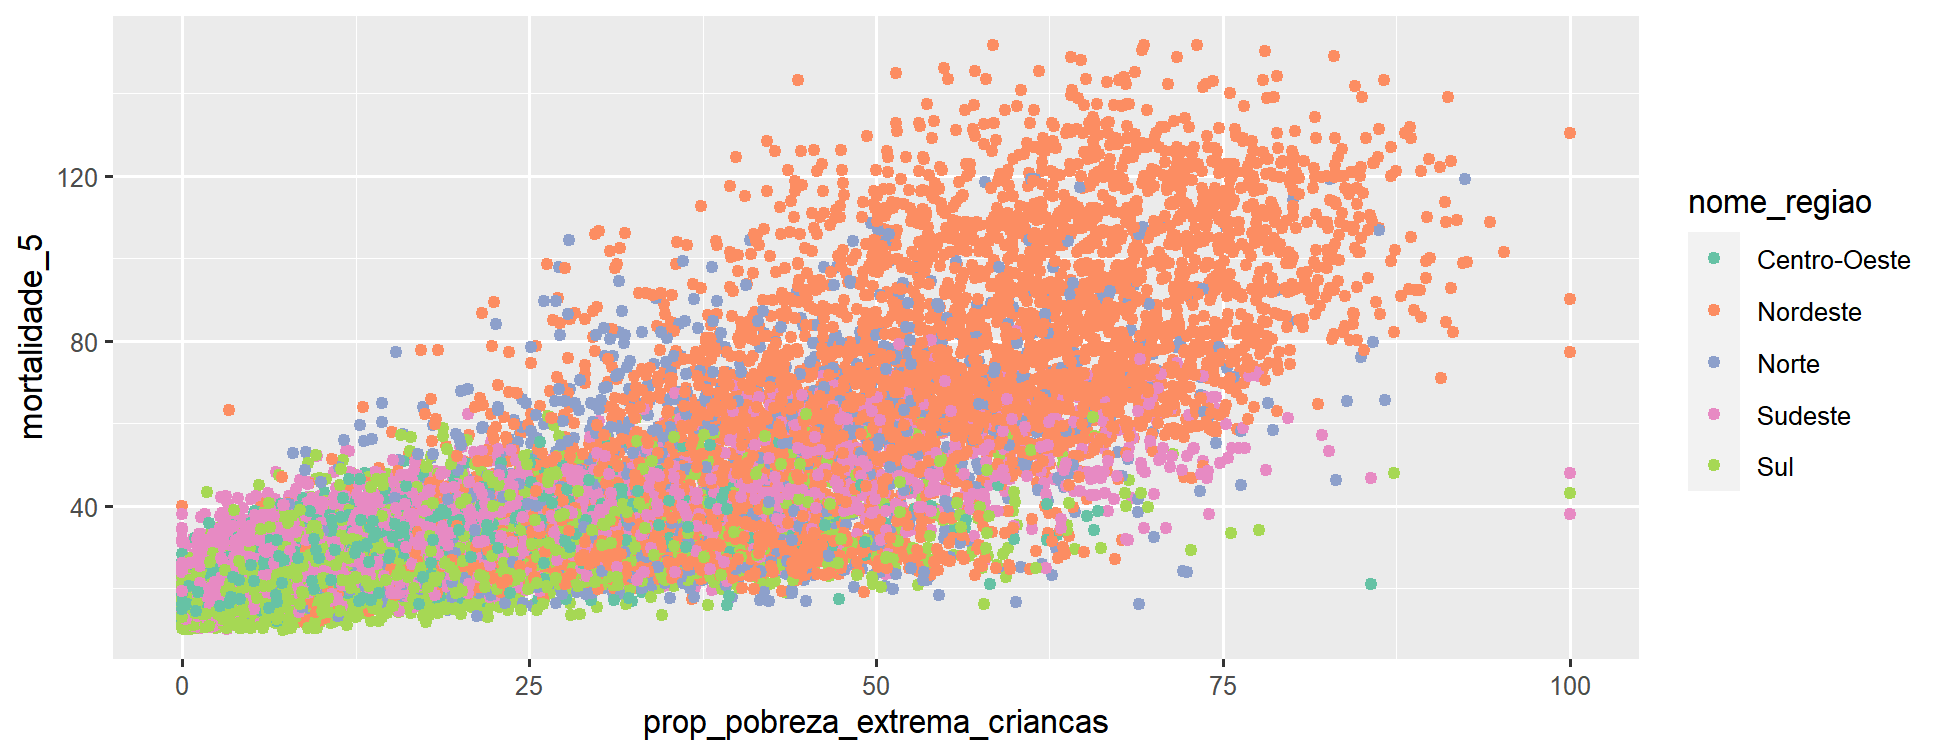 mortalidade_5
120
80
40
0
25
50
75
100
prop_pobreza_extrema_criancas
nome_regiao
Centro-Oeste
Nordeste
Norte
Sudeste
Sul